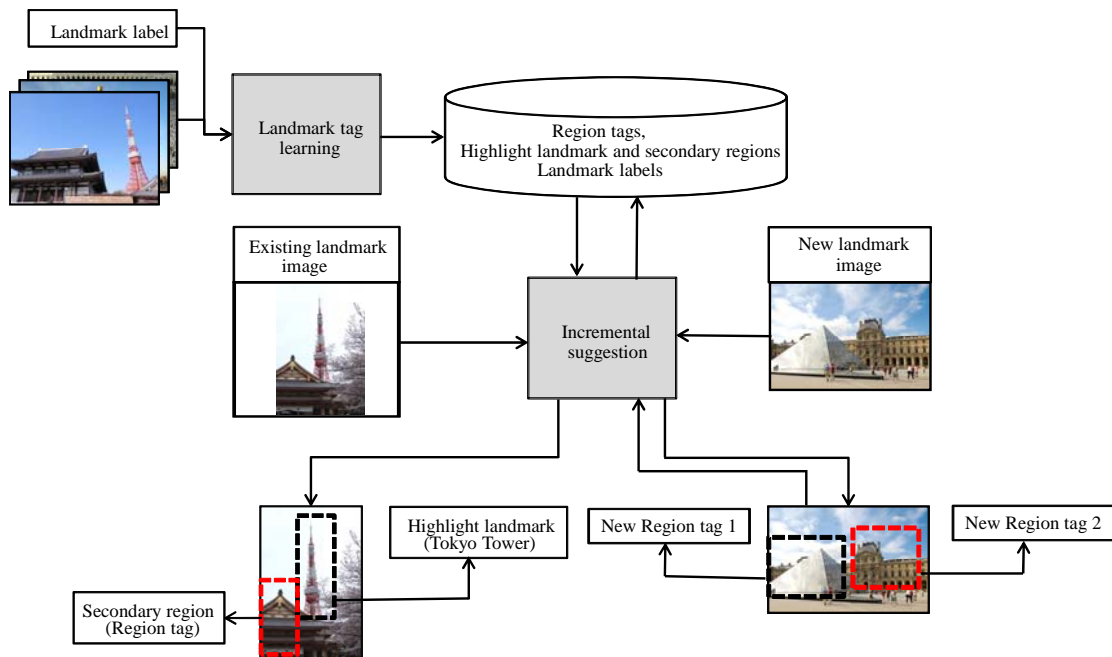 Landmark label
Landmark tag
learning
Region tags,
Highlight landmark and secondary regions
Landmark labels
Existing landmark
image
New landmark
image
Incremental
suggestion
Highlight landmark
(Tokyo Tower)
New Region tag 1
New Region tag 2
Secondary region
(Region tag)